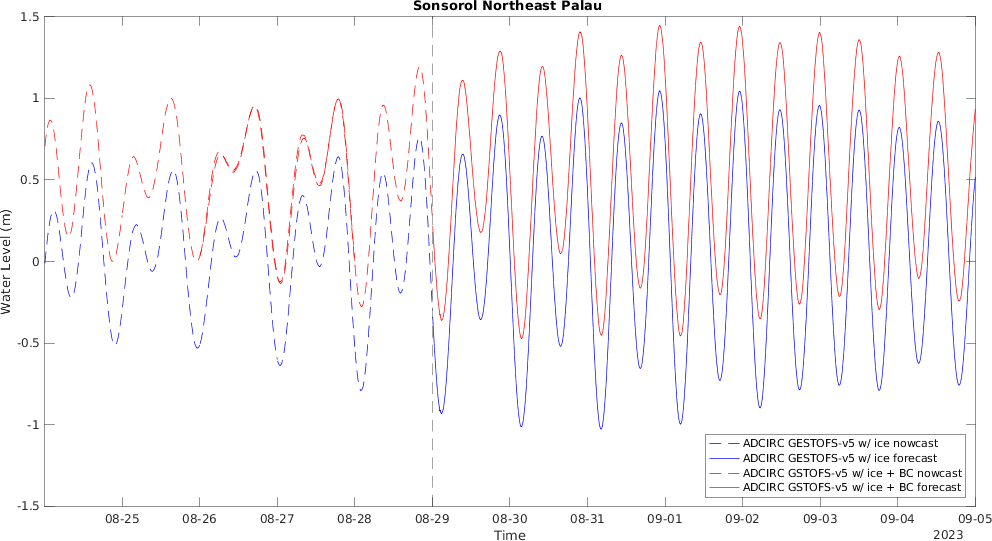 Sonsorol Northeast Palau
1.5
1
0.5
0
-0.5
-1
-1.5
Water Level (m)
ADCIRC GESTOFS-v5 w/ ice nowcast
ADCIRC GESTOFS-v5 w/ ice forecast
ADCIRC GSTOFS-v5 w/ ice + BC nowcast
ADCIRC GSTOFS-v5 w/ ice + BC forecast
08-25 08-26 08-27 08-28 08-29 08-30 08-31 09-01 09-02 09-03 09-04 09-05
Time
2023